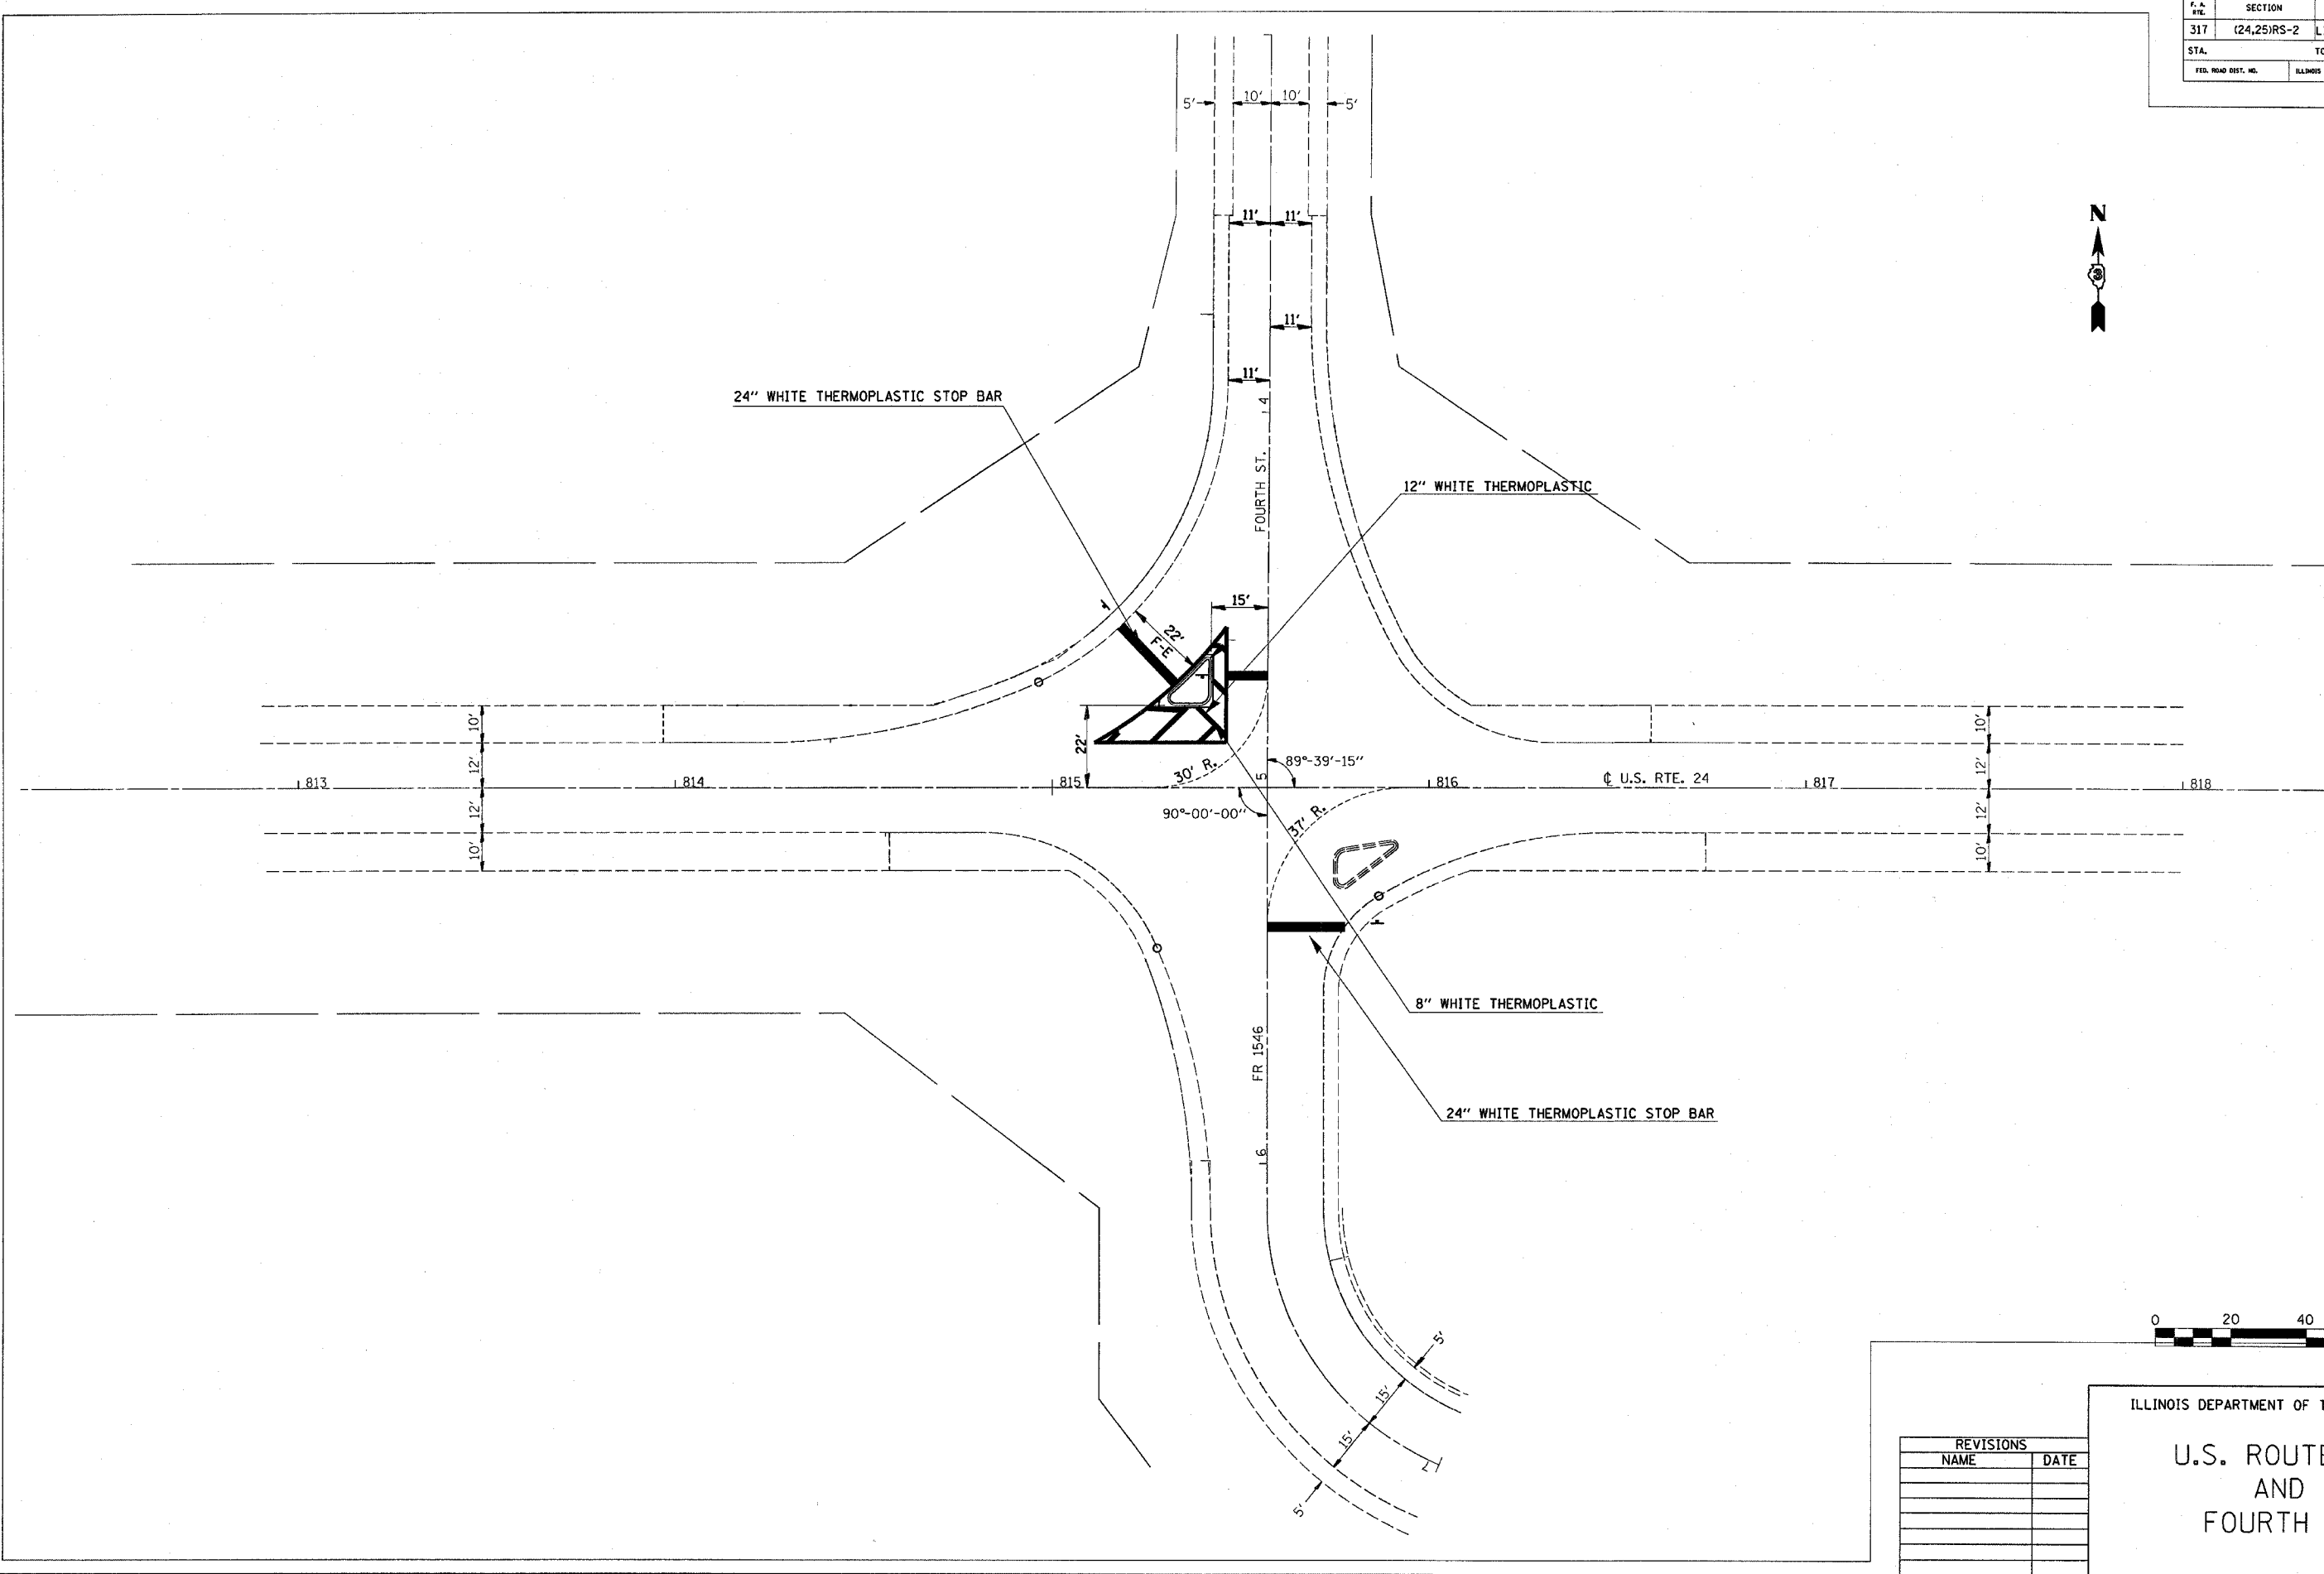 F. A. RTE.
SECTION
317
(24,25)RS-2
STA.
FED. ROAD DIST. NO.
ILLINOIS
5'
10'
10'
5'
N
3
11'
11'
11'
11'
24" WHITE THERMOPLASTIC STOP BAR
4
FOURTH ST.
12" WHITE THERMOPLASTIC
15'
22'
F-E
10'
12'
12'
10'
22'
30' R.
5
89°-39'-15"
90°-00'-00"
813
814
815
816
℄ U.S. RTE. 24
817
818
10'
12'
12'
10'
37' R.
8" WHITE THERMOPLASTIC
FR 1546
24" WHITE THERMOPLASTIC STOP BAR
6
5'
15'
15'
7
5'
0 20 40
ILLINOIS DEPARTMENT OF
REVISIONS
NAME DATE
U.S. ROUTE
AND
FOURTH